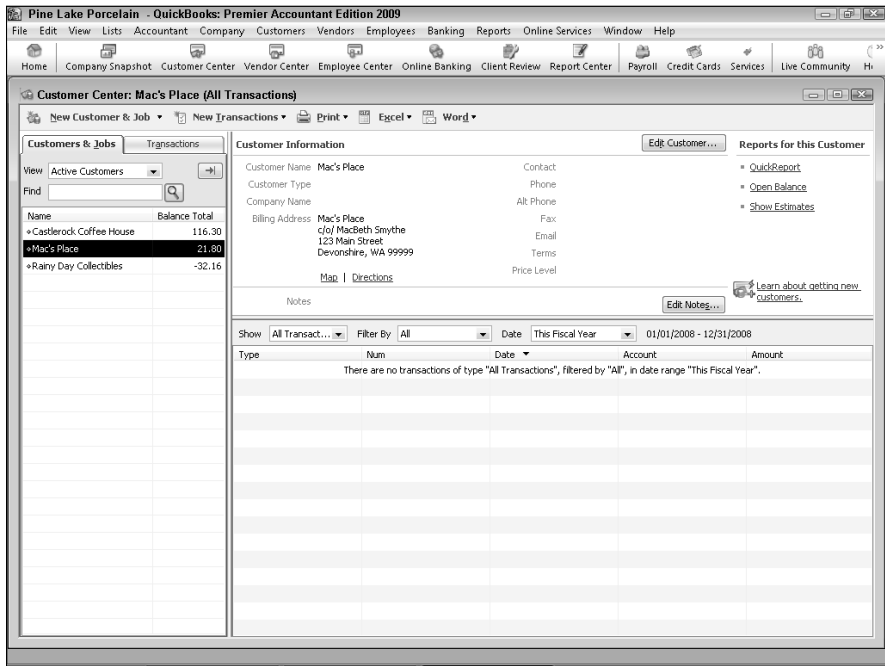 Pine Lake Porcelain - QuickBooks: Premier Accountant Edition 2009
File Edit View Lists Accountant Company Customers Vendors Employees Banking Reports Online Services Window Help
Home Company Snapshot Customer Center Vendor Center Employee Center Online Banking Client Review Report Center Payroll Credit Cards Services Live Community
Customer Center: Mac's Place (All Transactions)
New Customer & Job New Transactions Print Excel Word
Customers & Jobs Transactions
View Active Customers
Find
Name Balance Total
Castlerock Coffee House 116.30
Mac's Place 21.80
Rainy Day Collectibles -32.16
Customer Information Edit Customer...
Customer Name Mac's Place Contact
Customer Type Phone
Company Name Alt Phone
Billing Address Mac's Place Fax
c/o/ MacBeth Smythe
123 Main Street Email
Devonshire, WA 99999 Terms
Price Level
Map | Directions
Notes Edit Notes...
Reports for this Customer
QuickReport
Open Balance
Show Estimates
Learn about getting new
customers.
Show All Transact... Filter By All Date This Fiscal Year 01/01/2008 - 12/31/2008
Type Num Date Account Amount
There are no transactions of type "All Transactions", filtered by "All", in date range "This Fiscal Year".